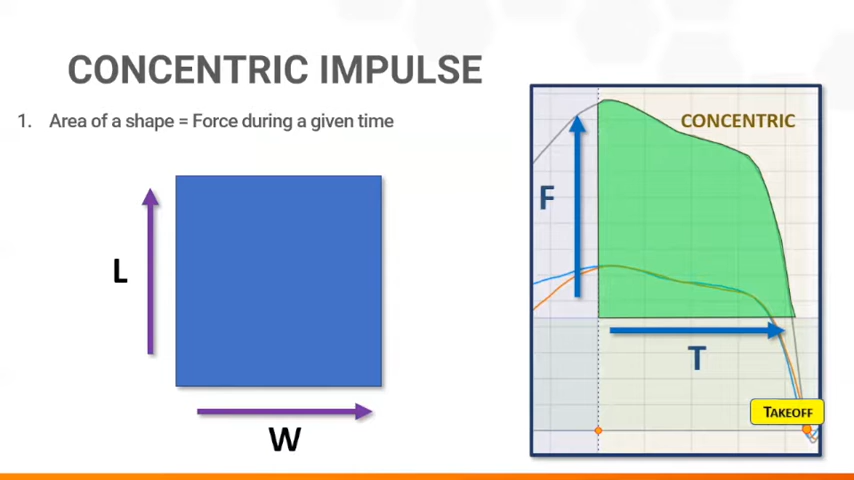 CONCENTRIC IMPULSE
1. Area of a shape = Force during a given time
L
W
CONCENTRIC
F
T
TAKEOFF